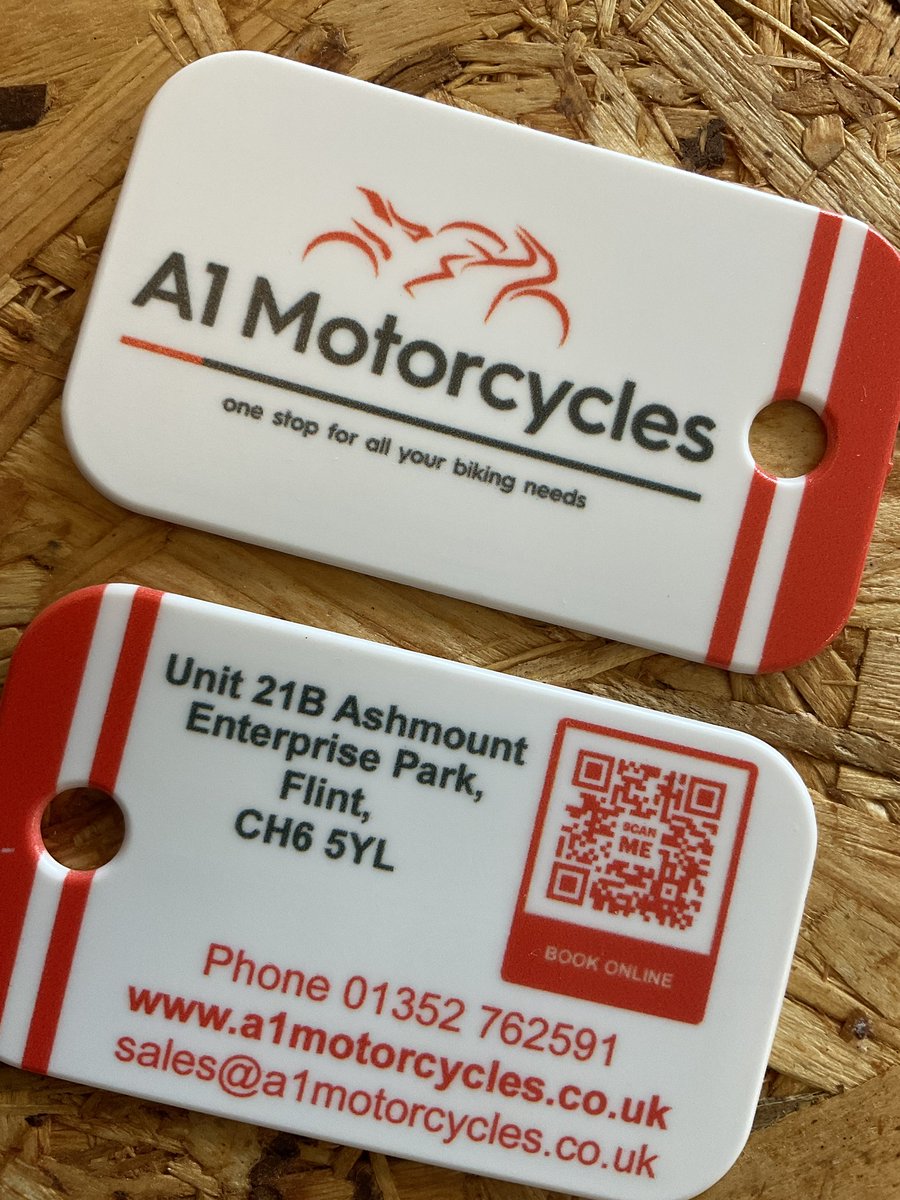 A1 Motorcycles
one stop for all your biking needs
Unit 21B Ashmount
Enterprise Park,
Flint,
CH6 5YL
SCAN
ME
BOOK ONLINE
Phone 01352 762591
www.a1motorcycles.co.uk
sales@a1motorcycles.co.uk